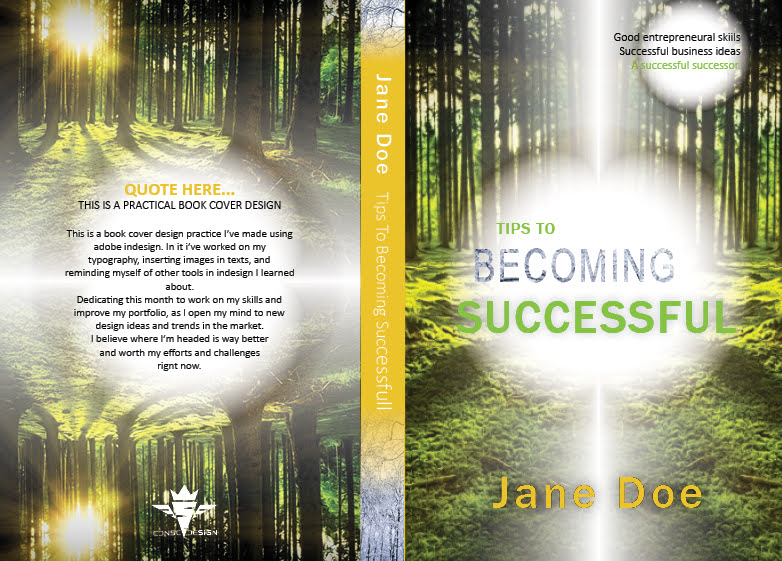 QUOTE HERE...
THIS IS A PRACTICAL BOOK COVER DESIGN
This is a book cover design practice I've made using
adobe indesign. In it i've worked on my
typography, inserting images in texts, and
reminding myself of other tools in indesign I learned
about.
Dedicating this month to work on my skills and
improve my portfolio, as I open my mind to new
design ideas and trends in the market.
I believe where I'm headed is way better
and worth my efforts and challenges
right now.
Jane Doe Tips To Becoming Successfull
Good entrepreneural skiils
Successful business ideas
A successful successor.
TIPS TO
BECOMING
SUCCESSFUL
Jane Doe